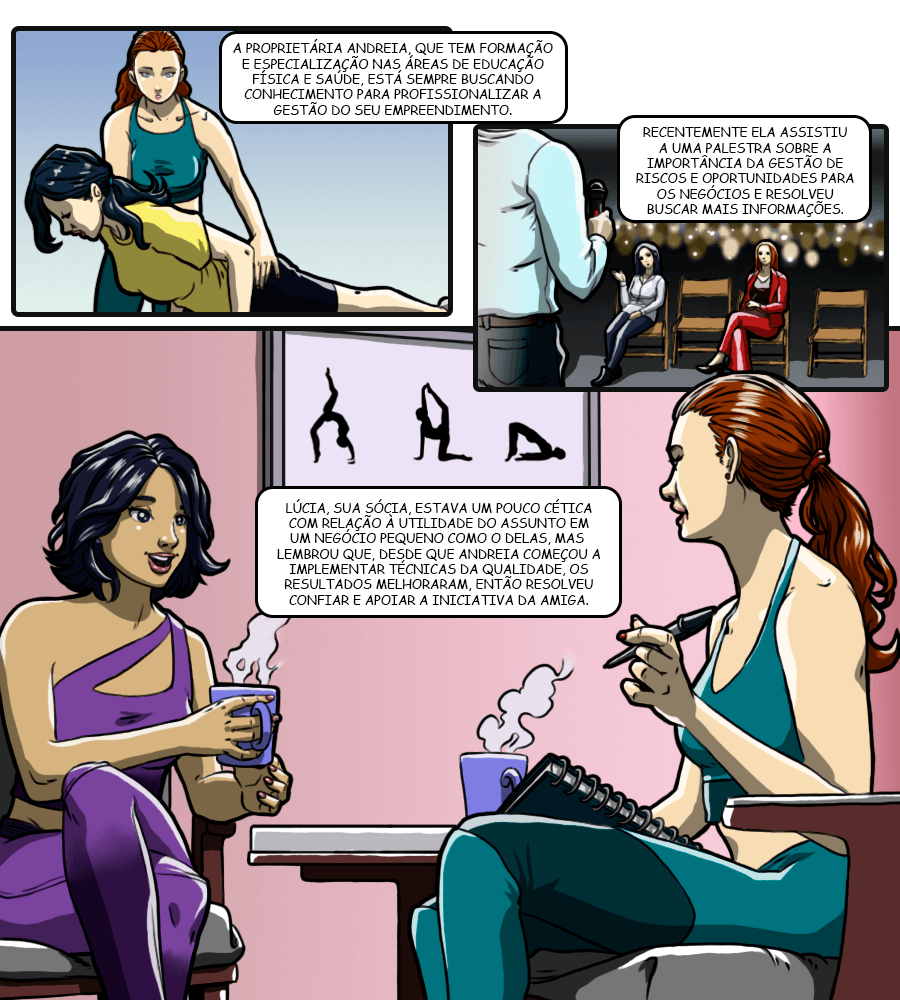 A PROPRIETÁRIA ANDREIA, QUE TEM FORMAÇÃO
E ESPECIALIZAÇÃO NAS ÁREAS DE EDUCAÇÃO
FÍSICA E SAÚDE, ESTÁ SEMPRE BUSCANDO
CONHECIMENTO PARA PROFISSIONALIZAR A
GESTÃO DO SEU EMPREENDIMENTO.
RECENTEMENTE ELA ASSISTIU
A UMA PALESTRA SOBRE A
IMPORTÂNCIA DA GESTÃO DE
RISCOS E OPORTUNIDADES PARA
OS NEGÓCIOS E RESOLVEU
BUSCAR MAIS INFORMAÇÕES.
LÚCIA, SUA SÓCIA, ESTAVA UM POUCO CÉTICA
COM RELAÇÃO À UTILIDADE DO ASSUNTO EM
UM NEGÓCIO PEQUENO COMO O DELAS, MAS
LEMBROU QUE, DESDE QUE ANDREIA COMEÇOU A
IMPLEMENTAR TÉCNICAS DA QUALIDADE, OS
RESULTADOS MELHORARAM, ENTÃO RESOLVEU
CONFIAR E APOIAR A INICIATIVA DA AMIGA.